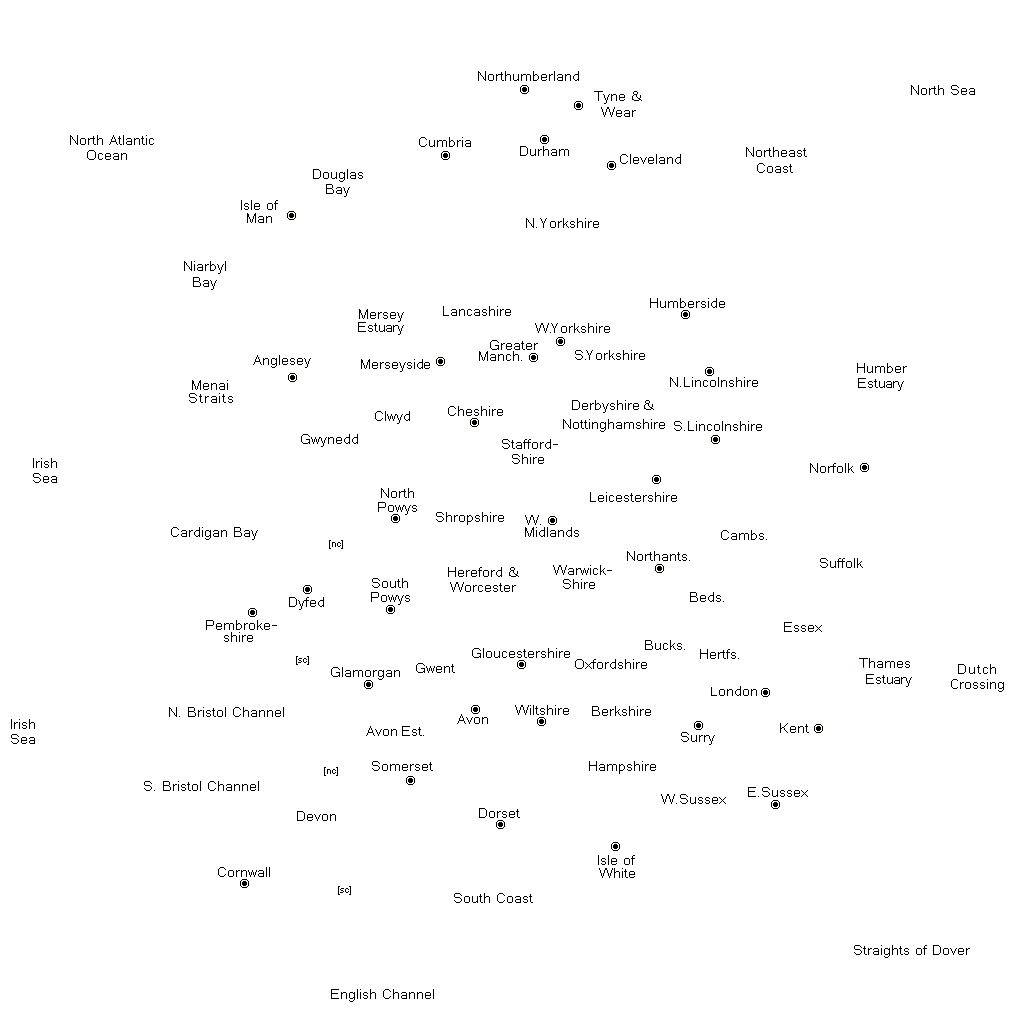 Northumberland
North Sea
Tyne &
Wear
North Atlantic
Ocean
Cumbria
Durham
Cleveland
Northeast
Coast
Douglas
Bay
Isle of
Man
N.Yorkshire
Niarbyl
Bay
Humberside
Mersey
Estuary
Lancashire
W.Yorkshire
Greater
Manch.
S.Yorkshire
Anglesey
Merseyside
Menai
Straits
N.Lincolnshire
Humber
Estuary
Clwyd
Cheshire
Derbyshire &
Nottinghamshire
S.Lincolnshire
Gwynedd
Stafford-
Shire
Irish
Sea
Norfolk
North
Powys
Leicestershire
Shropshire
W.
Midlands
Cardigan Bay
[nc]
Cambs.
Northants.
Suffolk
South
Powys
Hereford &
Worcester
Warwick-
Shire
Dyfed
Beds.
Pembroke-
shire
Essex
[sc]
Glamorgan
Gwent
Gloucestershire
Oxfordshire
Bucks.
Hertfs.
Thames
Estuary
Dutch
Crossing
London
N. Bristol Channel
Avon
Wiltshire
Berkshire
Irish
Sea
Avon Est.
Surry
Kent
[nc]
Somerset
Hampshire
S. Bristol Channel
W.Sussex
E.Sussex
Devon
Dorset
Isle of
White
Cornwall
[sc]
South Coast
Straights of Dover
English Channel